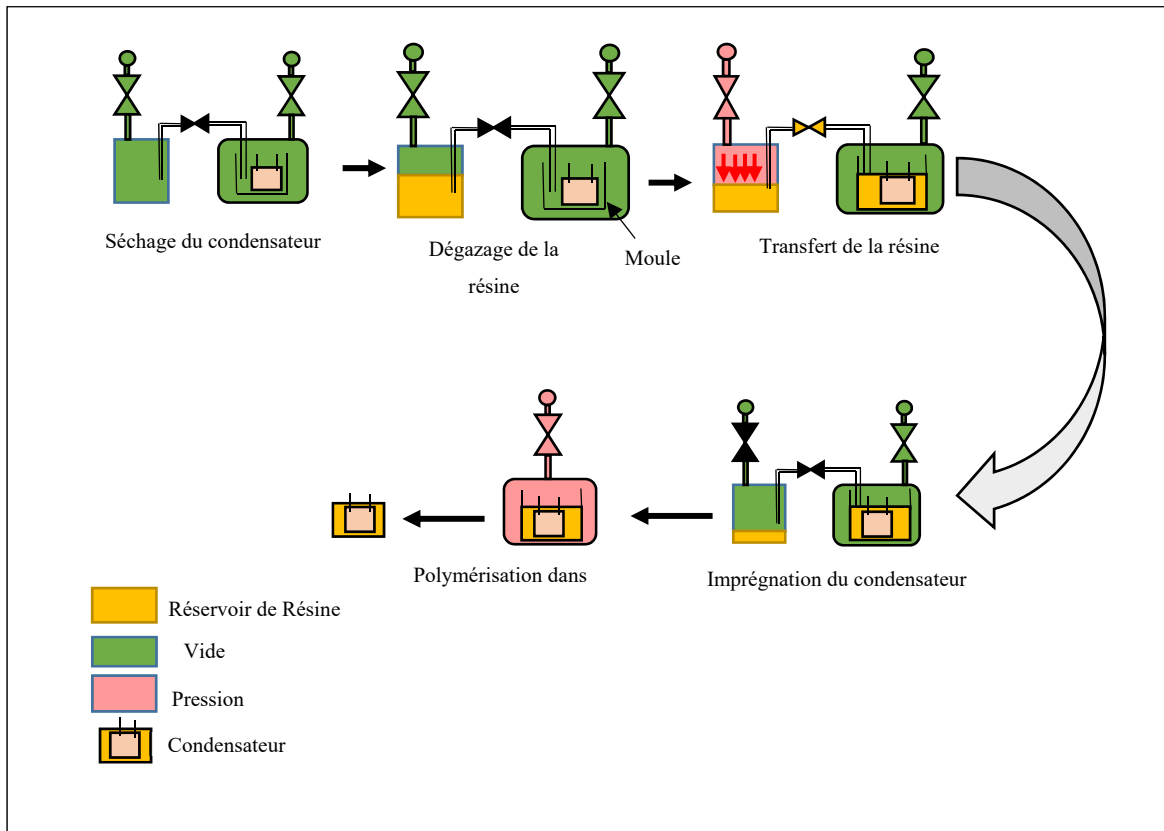 Séchage du condensateur
Dégazage de la
résine
Moule
Transfert de la résine
Polymérisation dans
Imprégnation du condensateur
Réservoir de Résine
Vide
Pression
Condensateur